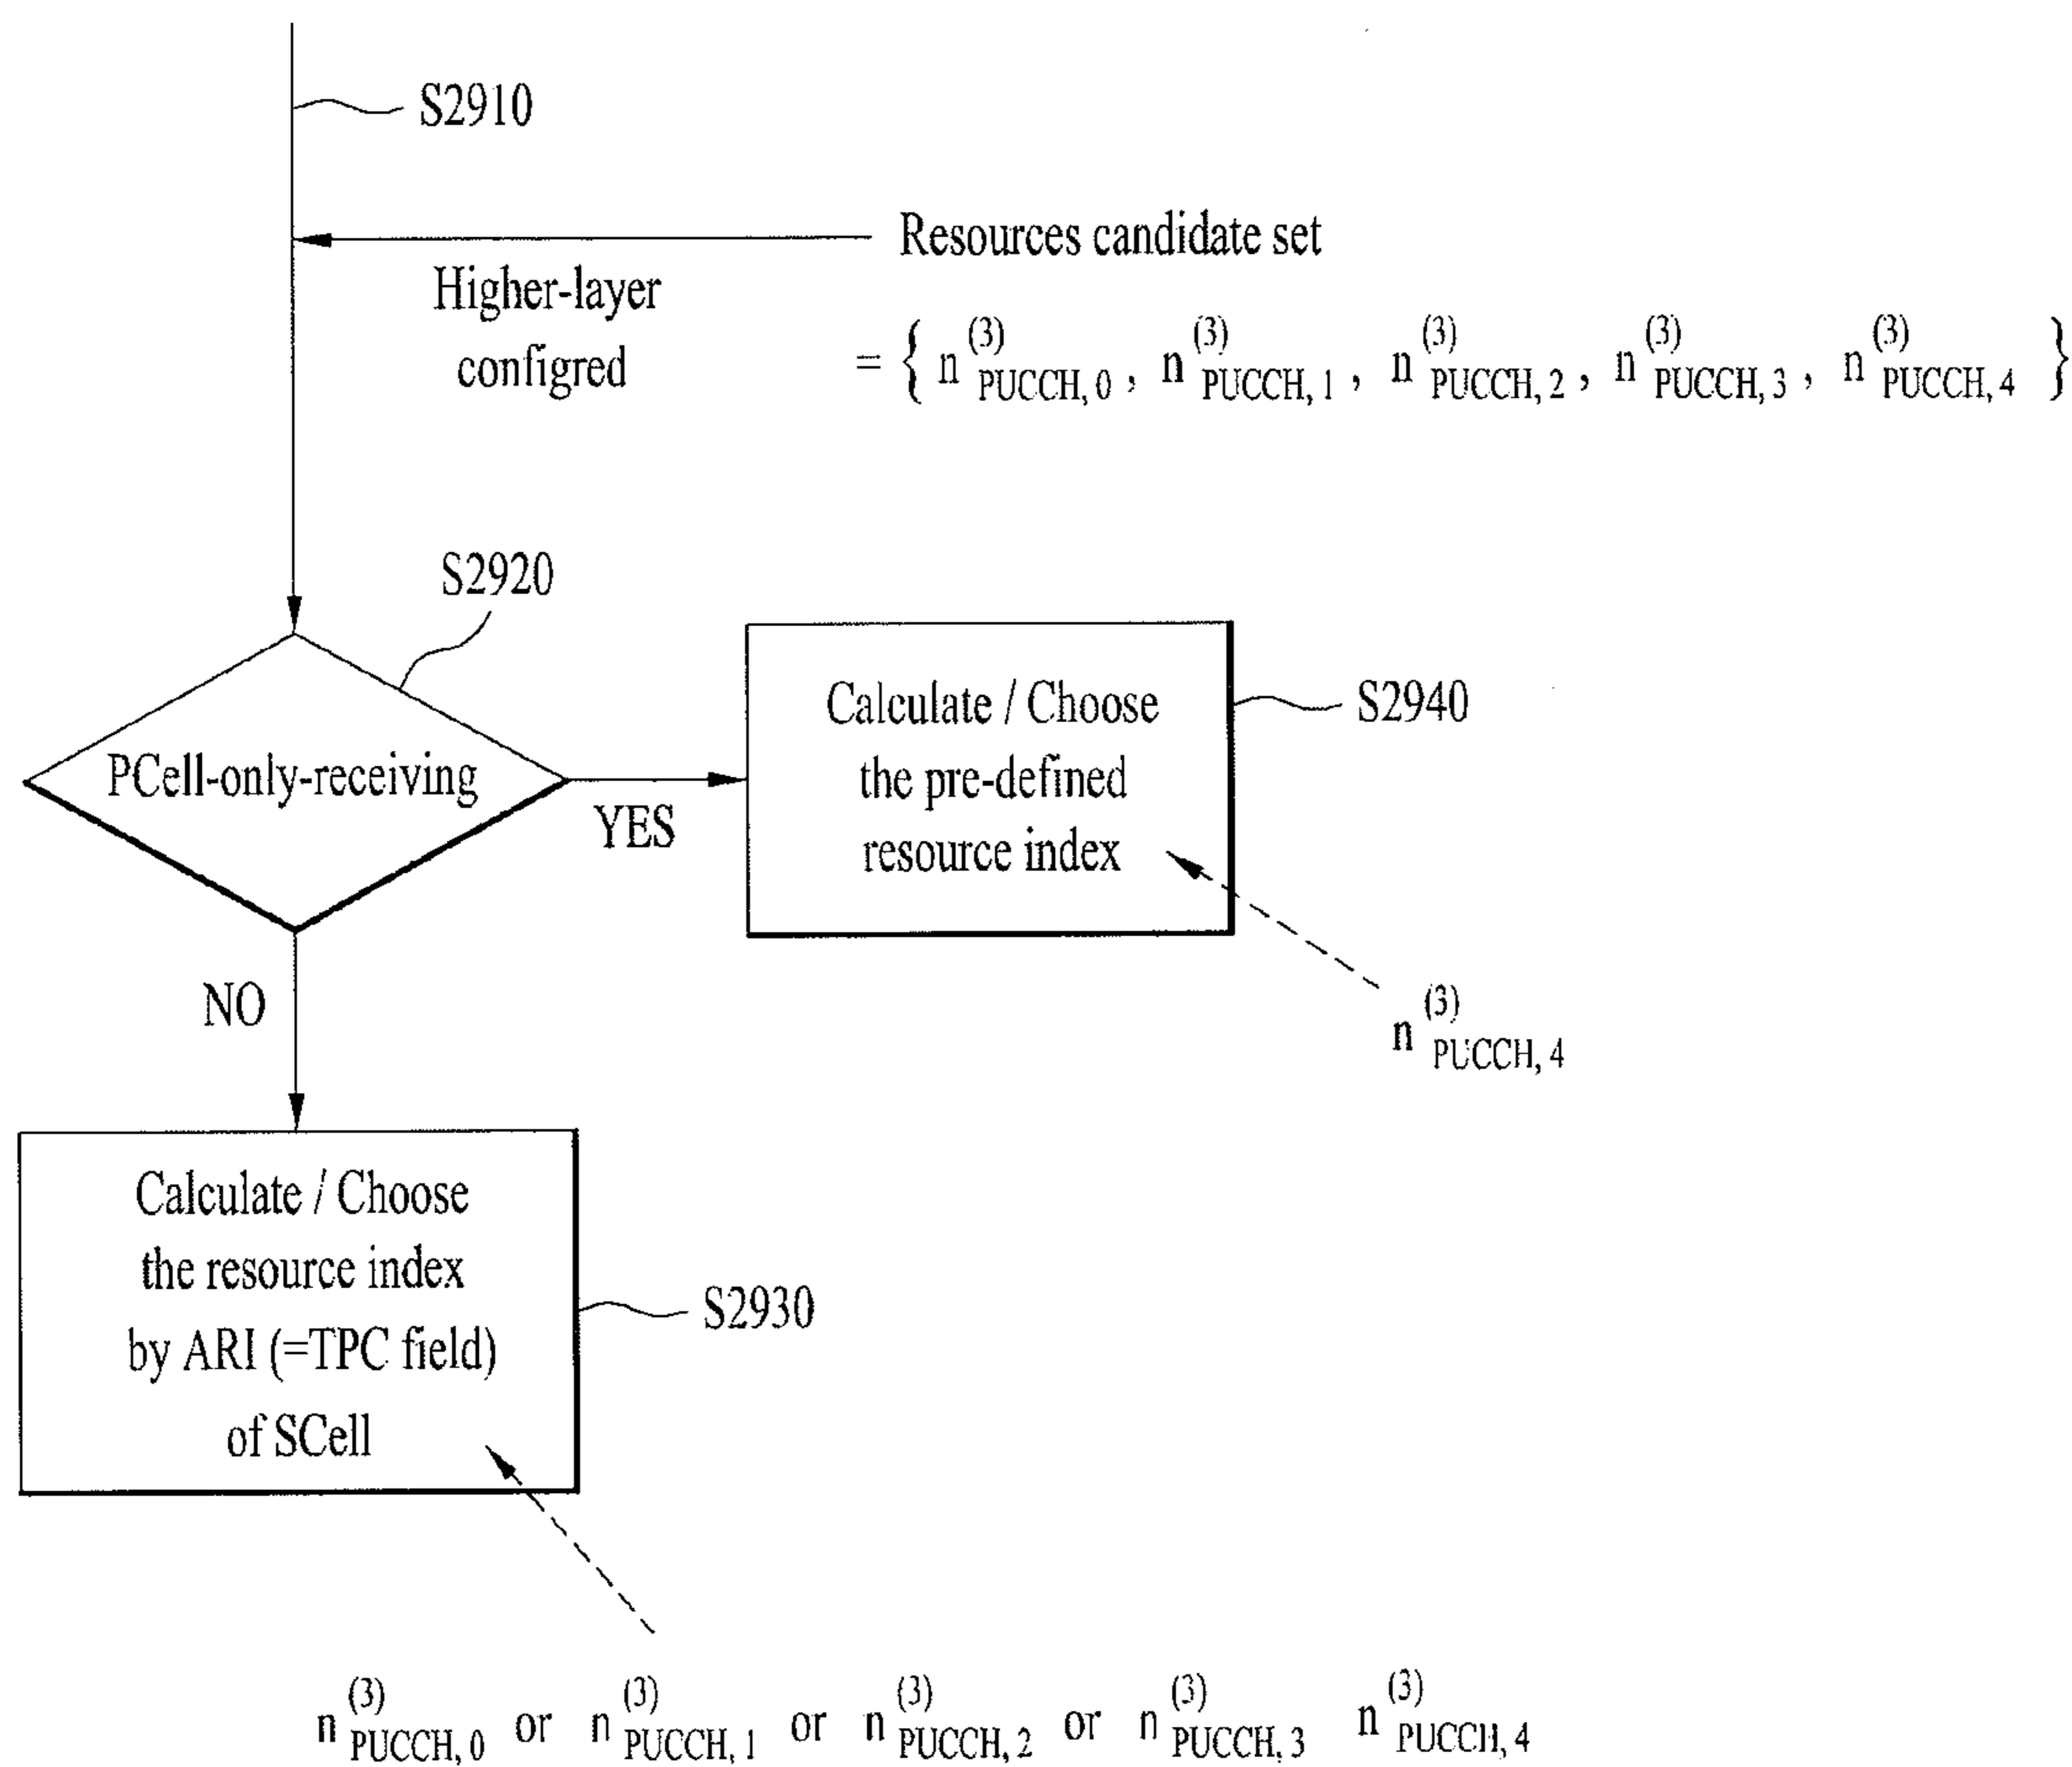 S2910
Resources candidate set
Higher-layer
configred
= { n^{(3)}_{PUCCH, 0} , n^{(3)}_{PUCCH, 1} , n^{(3)}_{PUCCH, 2} , n^{(3)}_{PUCCH, 3} , n^{(3)}_{PUCCH, 4} }
S2920
PCell-only-receiving
YES
Calculate / Choose
the pre-defined
resource index
S2940
n^{(3)}_{PUCCH, 4}
NO
Calculate / Choose
the resource index
by ARI (=TPC field)
of SCell
S2930
n^{(3)}_{PUCCH, 0} or n^{(3)}_{PUCCH, 1} or n^{(3)}_{PUCCH, 2} or n^{(3)}_{PUCCH, 3} n^{(3)}_{PUCCH, 4}